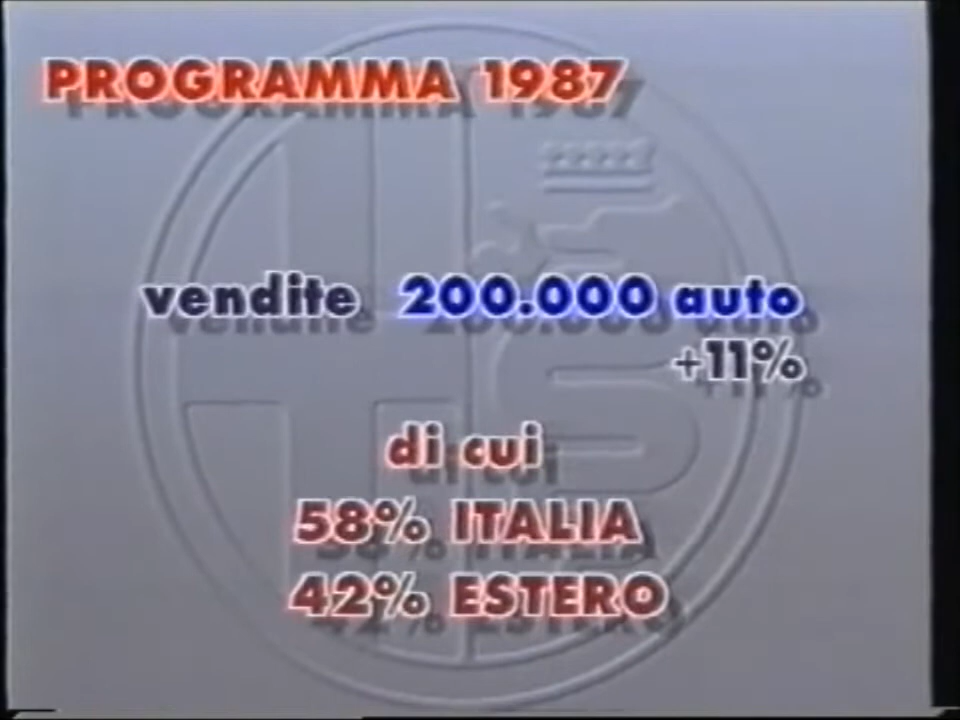 PROGRAMMA 1987
vendite 200.000 auto
+11%
di cui
58% ITALIA
42% ESTERO